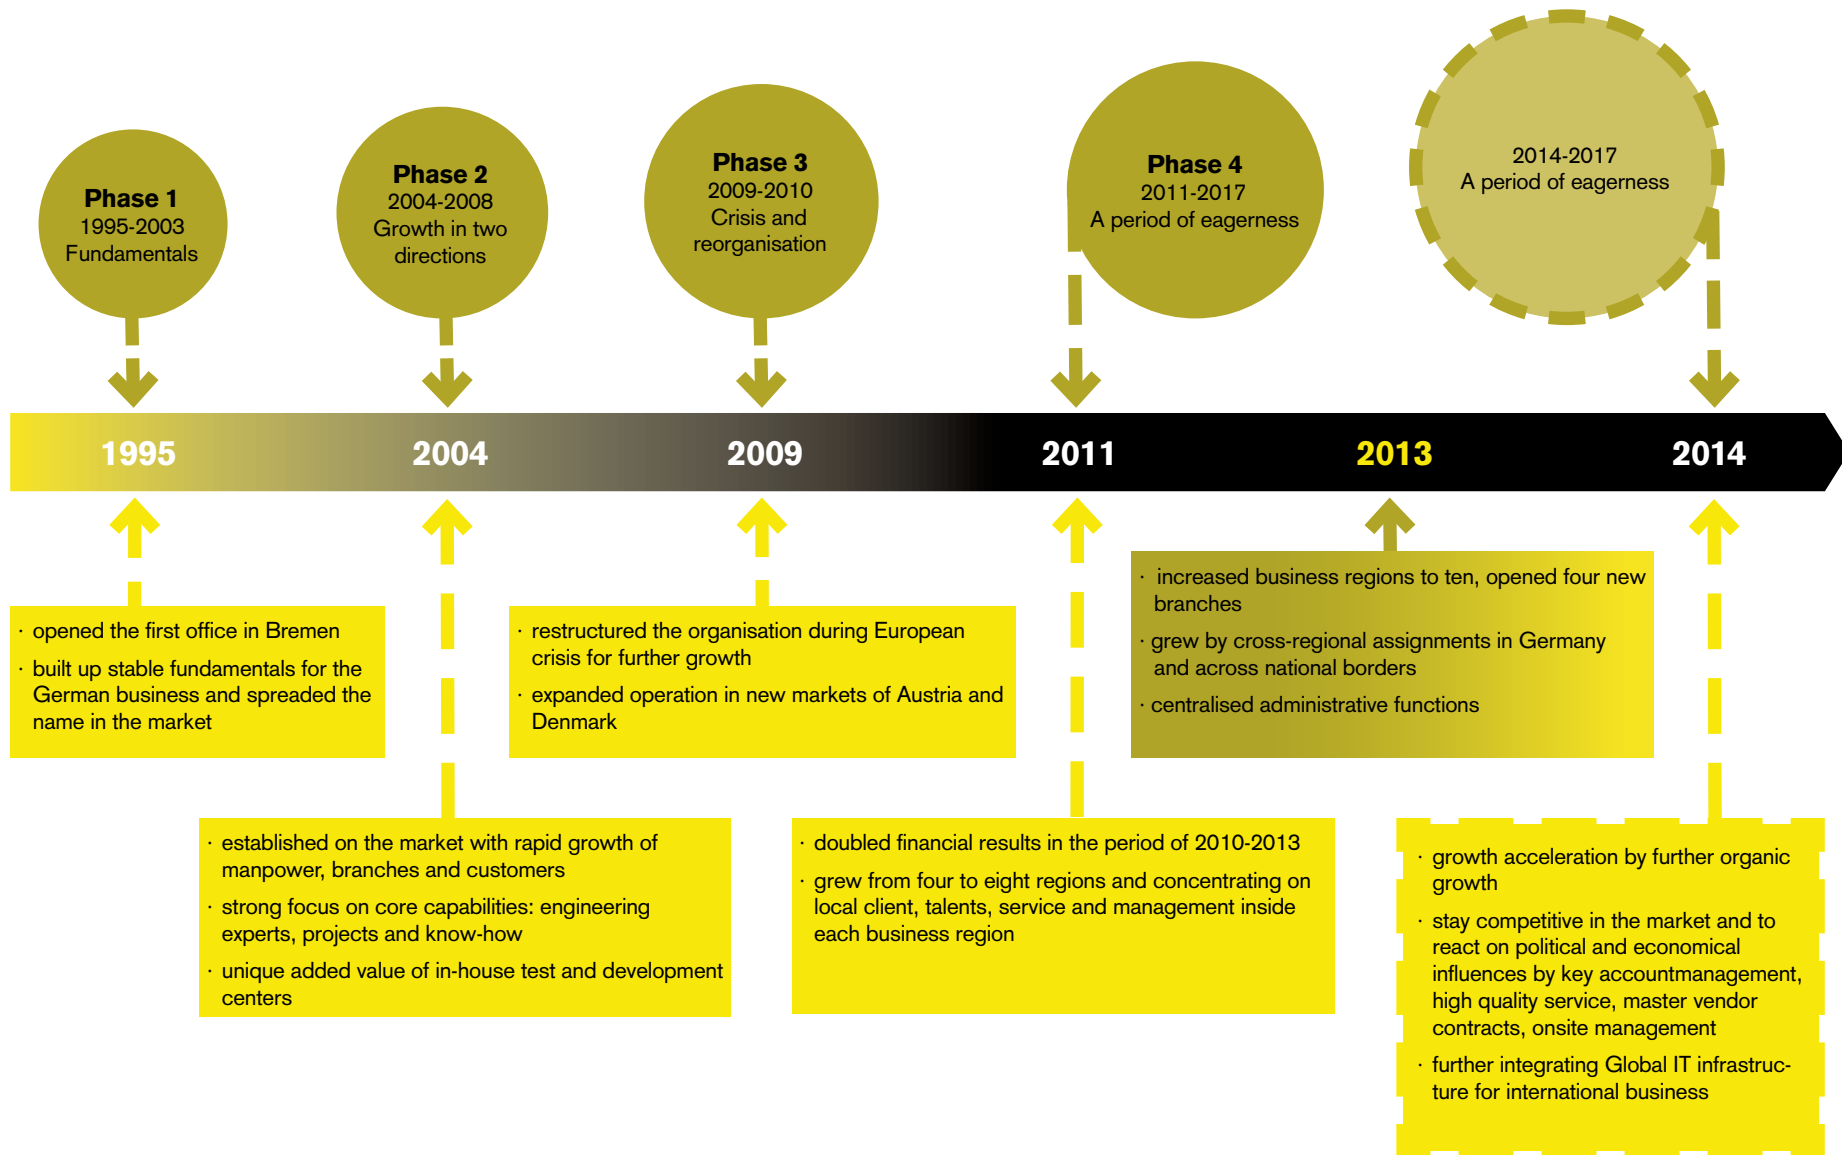 Phase 1
1995-2003
Fundamentals
Phase 2
2004-2008
Growth in two
directions
Phase 3
2009-2010
Crisis and
reorganisation
Phase 4
2011-2017
A period of eagerness
2014-2017
A period of eagerness
1995
2004
2009
2011
2013
2014
· opened the first office in Bremen
· built up stable fundamentals for the
German business and spreaded the
name in the market
· established on the market with rapid growth of
manpower, branches and customers
· strong focus on core capabilities: engineering
experts, projects and know-how
· unique added value of in-house test and development
centers
· restructured the organisation during European
crisis for further growth
· expanded operation in new markets of Austria and
Denmark
· doubled financial results in the period of 2010-2013
· grew from four to eight regions and concentrating on
local client, talents, service and management inside
each business region
· increased business regions to ten, opened four new
branches
· grew by cross-regional assignments in Germany
and across national borders
· centralised administrative functions
· growth acceleration by further organic
growth
· stay competitive in the market and to
react on political and economical
influences by key accountmanagement,
high quality service, master vendor
contracts, onsite management
· further integrating Global IT infrastruc-
ture for international business